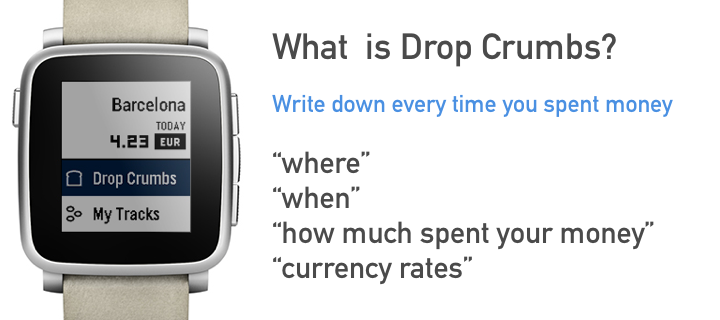 Barcelona
TODAY
4.23 EUR
Drop Crumbs
My Tracks
What is Drop Crumbs?
Write down every time you spent money
“where”
“when”
“how much spent your money”
“currency rates”